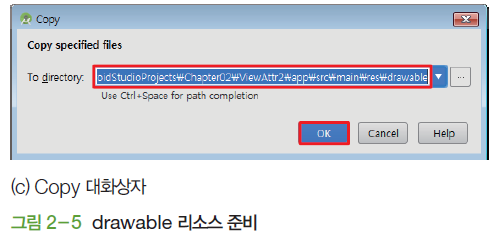 Copy
Copy specified files
To directory: oidStudioProjects₩Chapter02₩ViewAttr2₩app₩src₩main₩res₩drawable ...
Use Ctrl+Space for path completion
OK Cancel Help
(c) Copy 대화상자
그림 2-5 drawable 리소스 준비